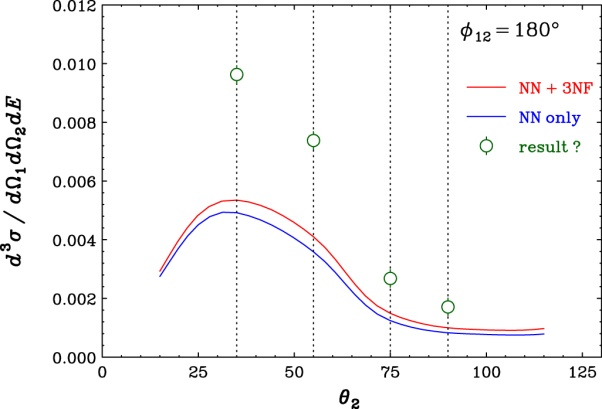 0.012
0.010
0.008
0.006
0.004
0.002
0.000
d³σ / dΩ₁dΩ₂dE
ϕ₁₂ = 180°
NN + 3NF
NN only
result ?
0 25 50 75 100 125
θ₂